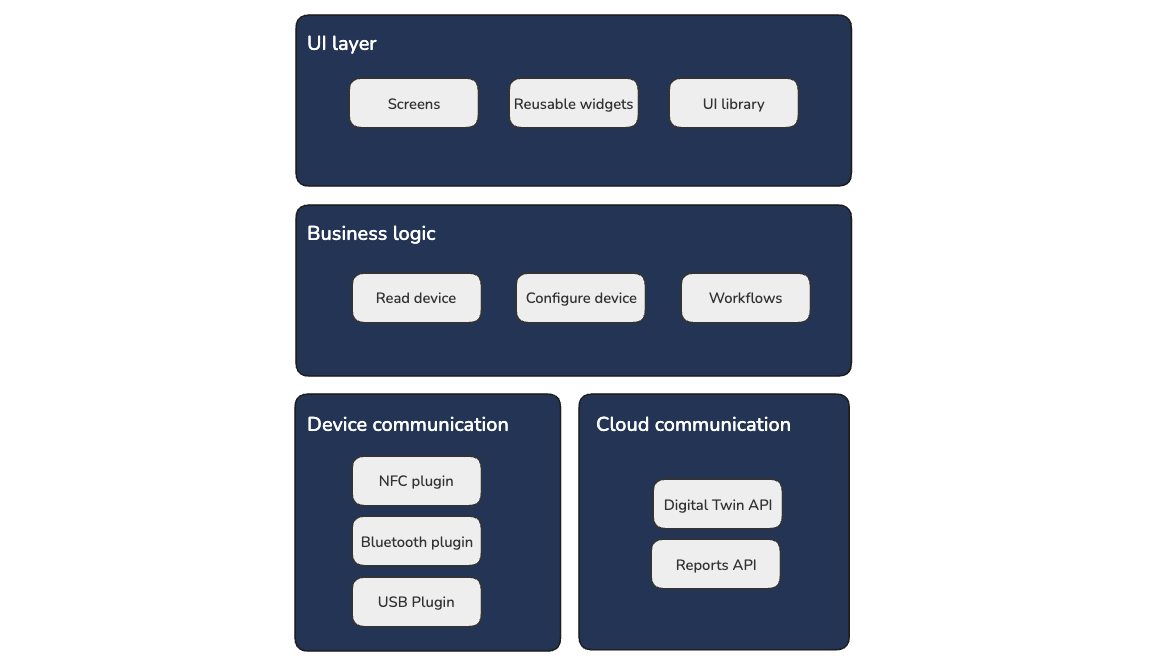 UI layer
Screens
Reusable widgets
UI library
Business logic
Read device
Configure device
Workflows
Device communication
NFC plugin
Bluetooth plugin
USB Plugin
Cloud communication
Digital Twin API
Reports API